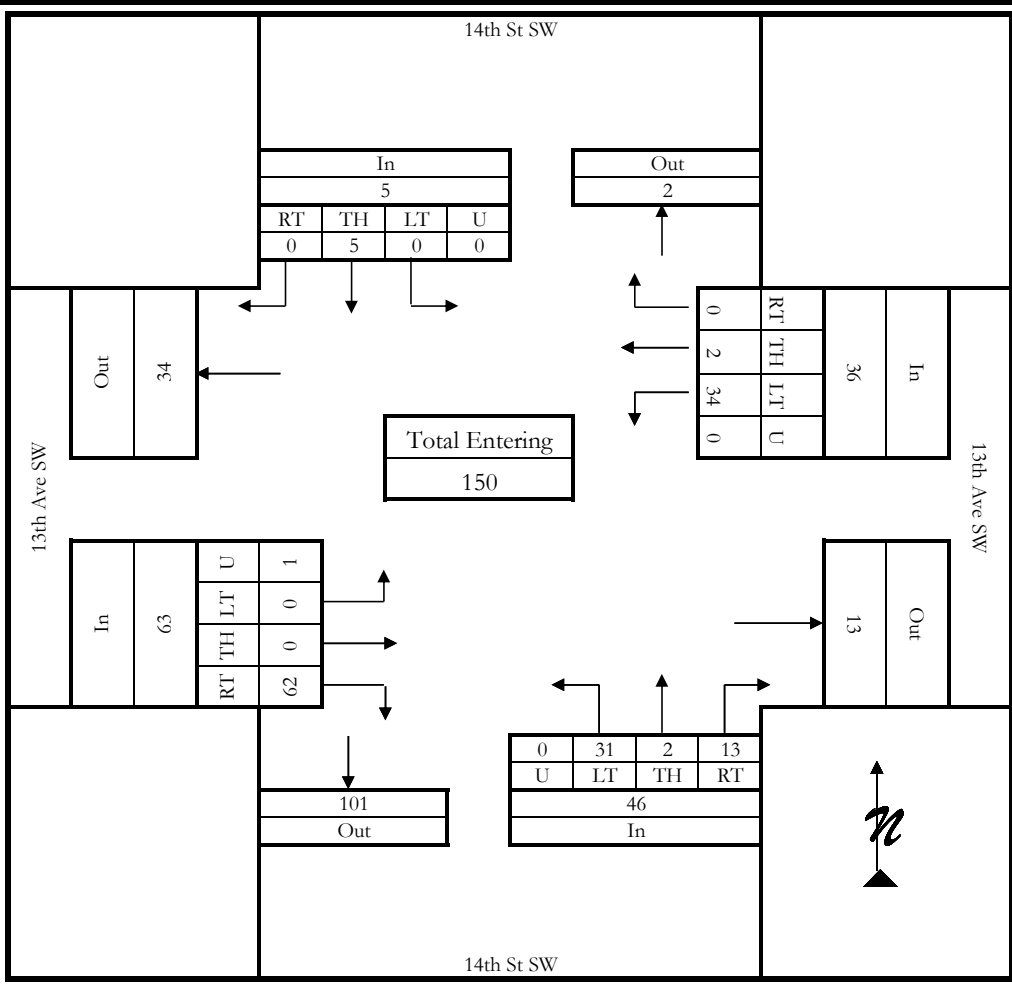 14th St SW
In
5
RT TH LT U
0 5 0 0
Out
2
Out 34
13th Ave SW
0 RT
2 TH
34 LT
0 U
36 In
13th Ave SW
Total Entering
150
In 63
U 1
LT 0
TH 0
RT 62
13 Out
101
Out
0 31 2 13
U LT TH RT
46
In
N
14th St SW